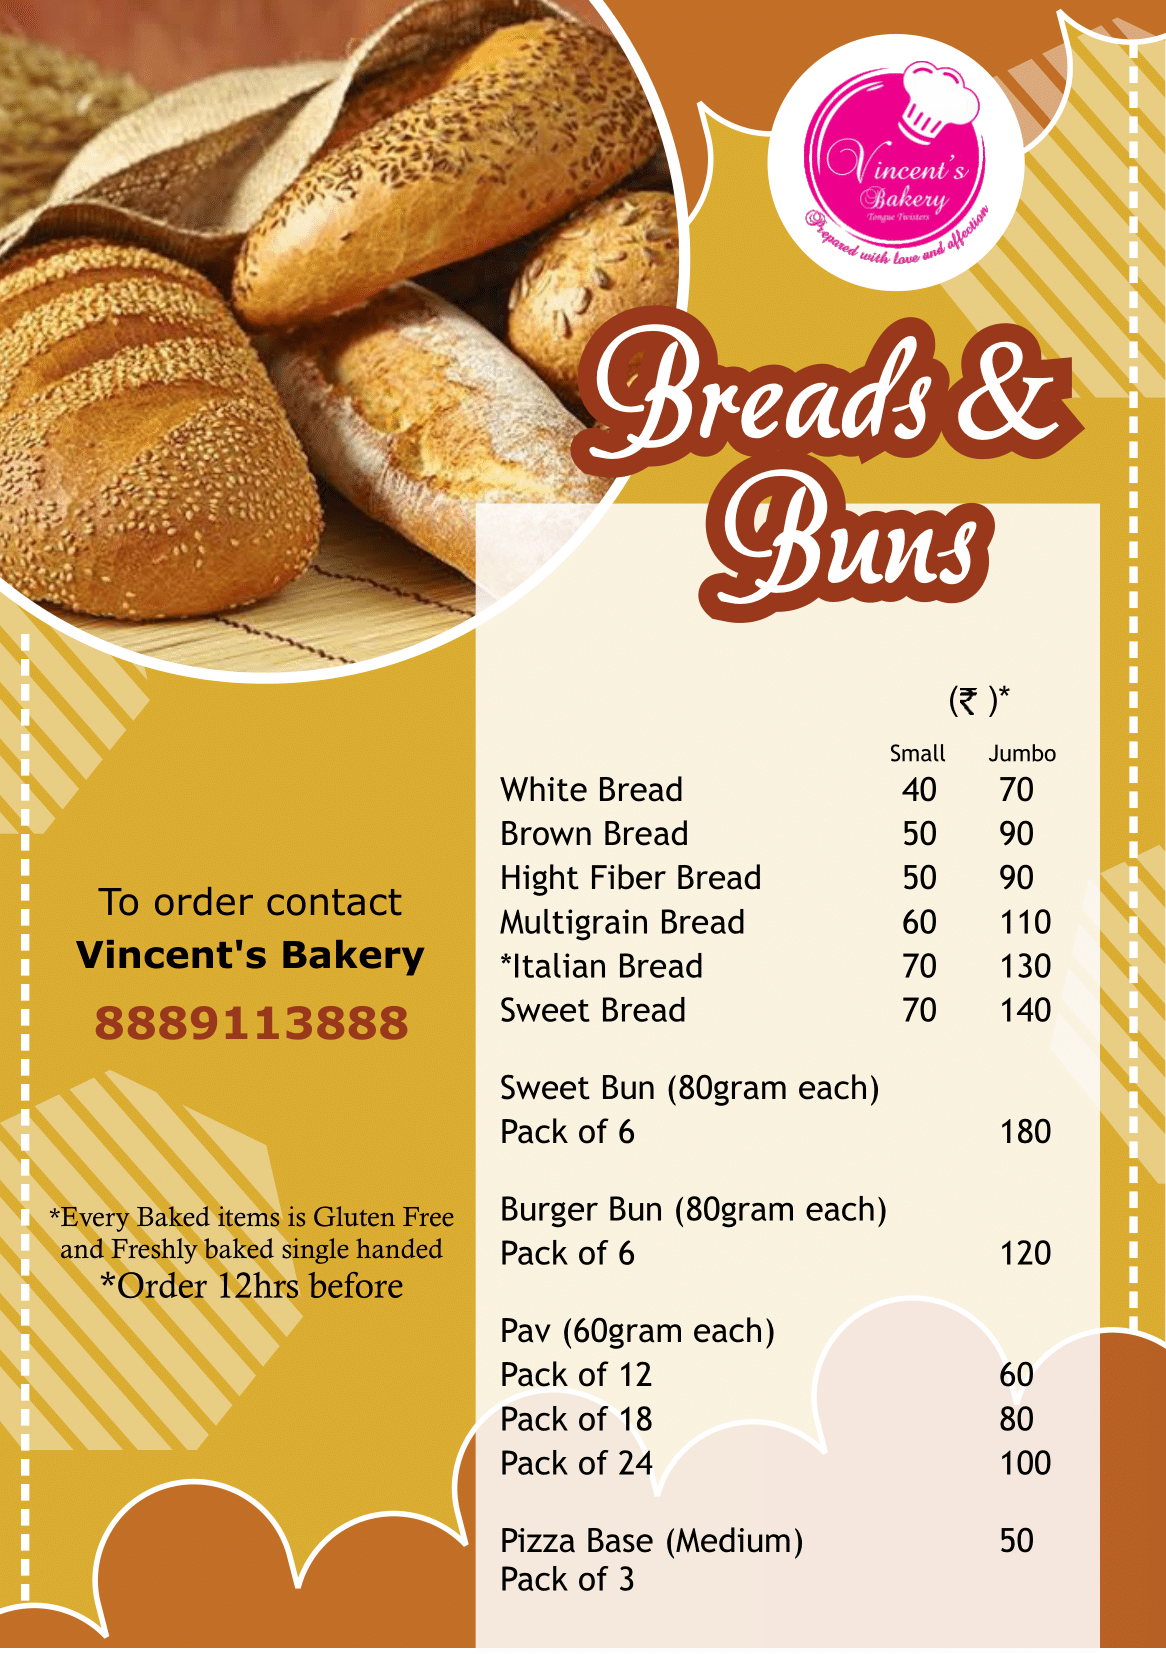 Vincent's
Bakery
Tongue Twisters
Prepared with love and affection
Breads &
Buns
(₹ )*
Small Jumbo
White Bread 40 70
Brown Bread 50 90
Hight Fiber Bread 50 90
Multigrain Bread 60 110
*Italian Bread 70 130
Sweet Bread 70 140
Sweet Bun (80gram each)
Pack of 6 180
Burger Bun (80gram each)
Pack of 6 120
Pav (60gram each)
Pack of 12 60
Pack of 18 80
Pack of 24 100
Pizza Base (Medium) 50
Pack of 3
To order contact
Vincent's Bakery
8889113888
*Every Baked items is Gluten Free
and Freshly baked single handed
*Order 12hrs before